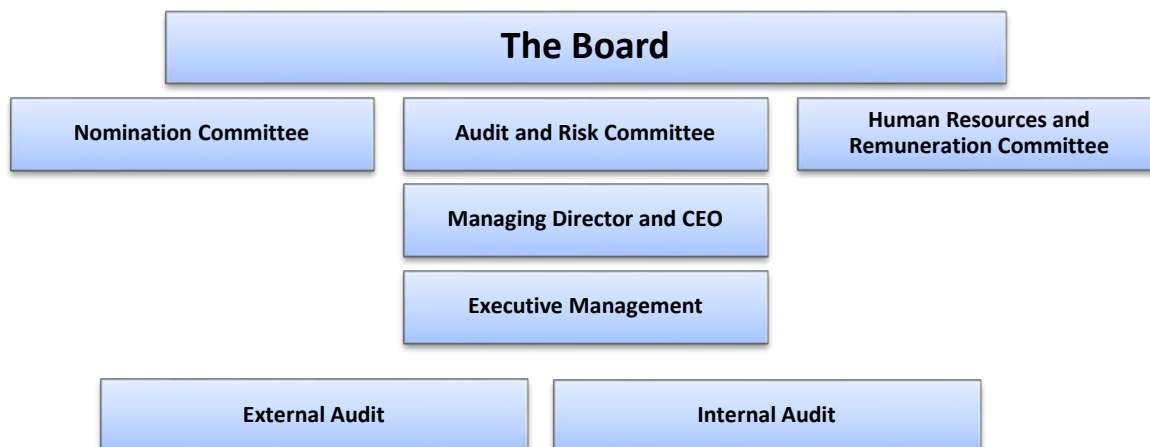 The Board
Nomination Committee
Audit and Risk Committee
Human Resources and
Remuneration Committee
Managing Director and CEO
Executive Management
External Audit
Internal Audit